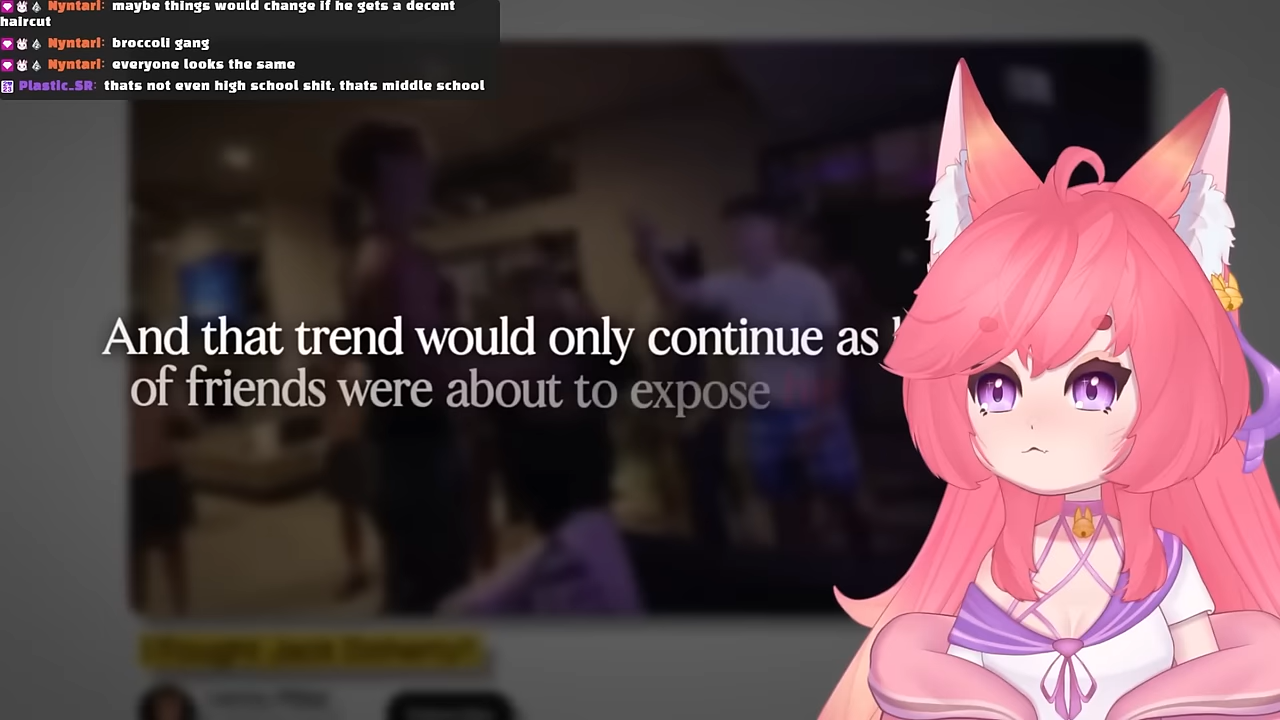 Nyntarl: maybe things would change if he gets a decent
haircut
Nyntarl: broccoli gang
Nyntarl: everyone looks the same
Plastic_SR: thats not even high school shit, thats middle school
And that trend would only continue as
of friends were about to expose